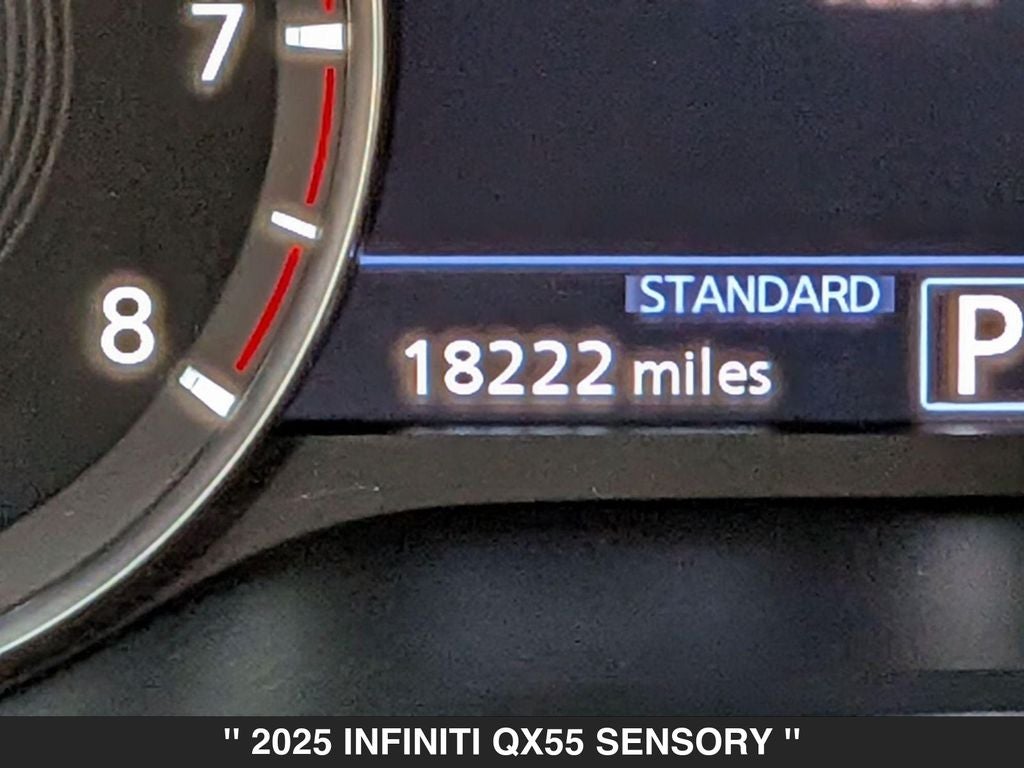 7
8
STANDARD
18222 miles
P
" 2025 INFINITI QX55 SENSORY "